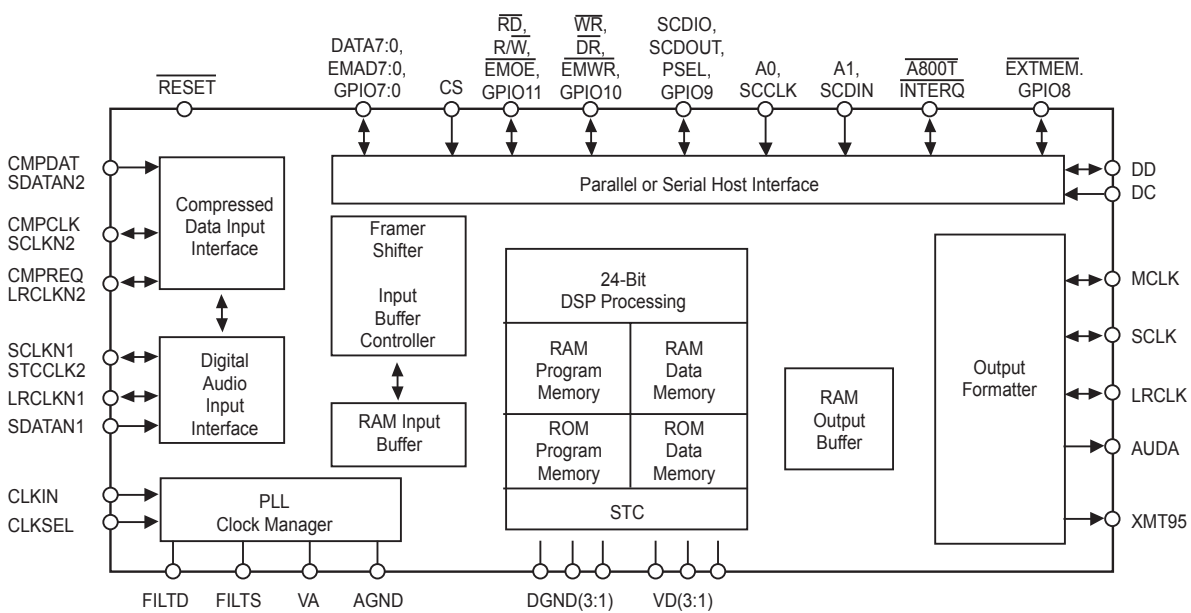 RD,
WR,
SCDIO,
DATA7:0,
R/W,
DR,
SCDOUT,
EMAD7:0,
EMOE,
EMWR,
PSEL,
A0,
A1,
A800T
EXTMEM.
RESET
GPIO7:0
CS
GPIO11
GPIO10
GPIO9
SCCLK
SCDIN
INTERQ
GPIO8
CMPDAT
SDATAN2
CMPCLK
SCLKN2
CMPREQ
LRCLKN2
SCLKN1
STCCLK2
LRCLKN1
SDATAN1
CLKIN
CLKSEL
Compressed
Data Input
Interface
Digital
Audio
Input
Interface
PLL
Clock Manager
Parallel or Serial Host Interface
Framer
Shifter
Input
Buffer
Controller
RAM Input
Buffer
24-Bit
DSP Processing
RAM
Program
Memory
RAM
Data
Memory
ROM
Program
Memory
ROM
Data
Memory
STC
RAM
Output
Buffer
Output
Formatter
DD
DC
MCLK
SCLK
LRCLK
AUDA
XMT95
FILTD
FILTS
VA
AGND
DGND(3:1)
VD(3:1)